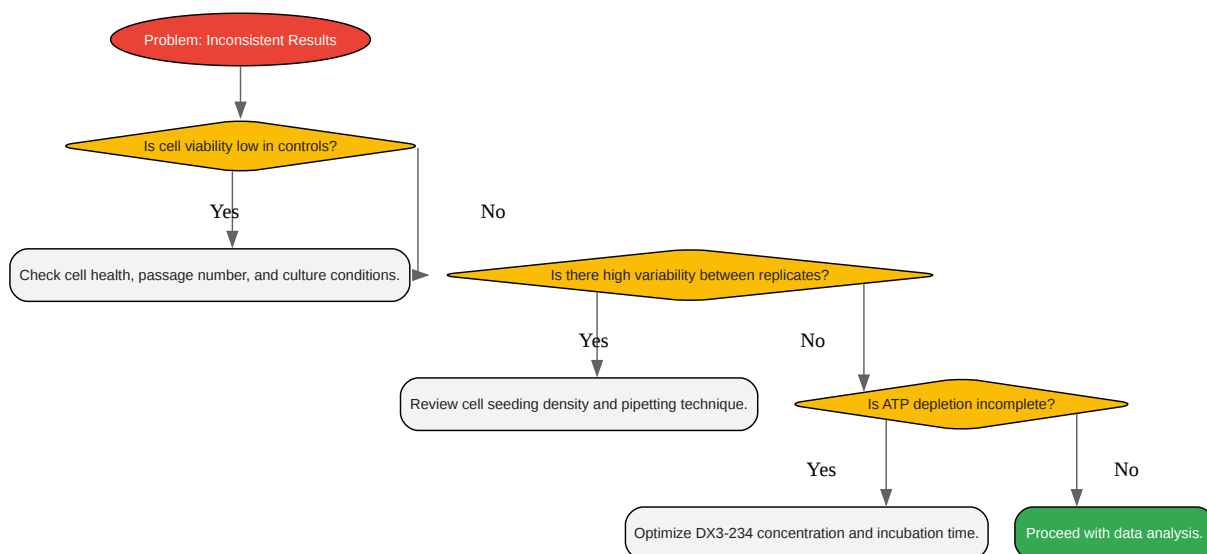 Problem: Inconsistent Results
Is cell viability low in controls?
Yes
No
Check cell health, passage number, and culture conditions.
Is there high variability between replicates?
Yes
No
Review cell seeding density and pipetting technique.
Is ATP depletion incomplete?
Yes
No
Optimize DX3-234 concentration and incubation time.
Proceed with data analysis.